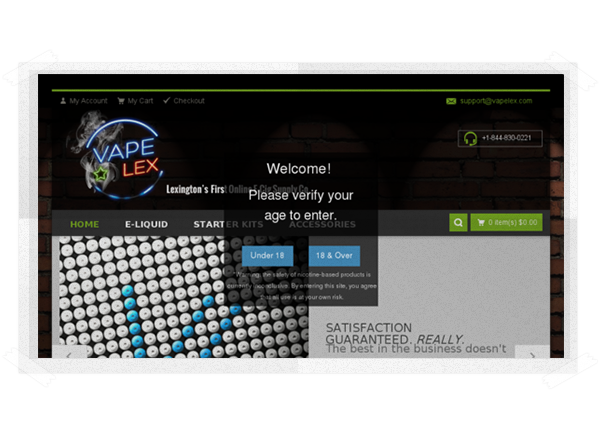 My Account My Cart Checkout
support@vapelex.com
+1-844-830-0221
VAPE
LEX
Lexington's First Online E-Cig Supply Co.
Welcome!
Please verify your
age to enter.
HOME E-LIQUID STARTER KITS ACCESSORIES
0 item(s) $0.00
Under 18 18 & Over
*Warning, the safety of nicotine-based products is
currently inconclusive. By entering this site, you agree
that all use is at your own risk.
SATISFACTION
GUARANTEED. REALLY.
The best in the business doesn't